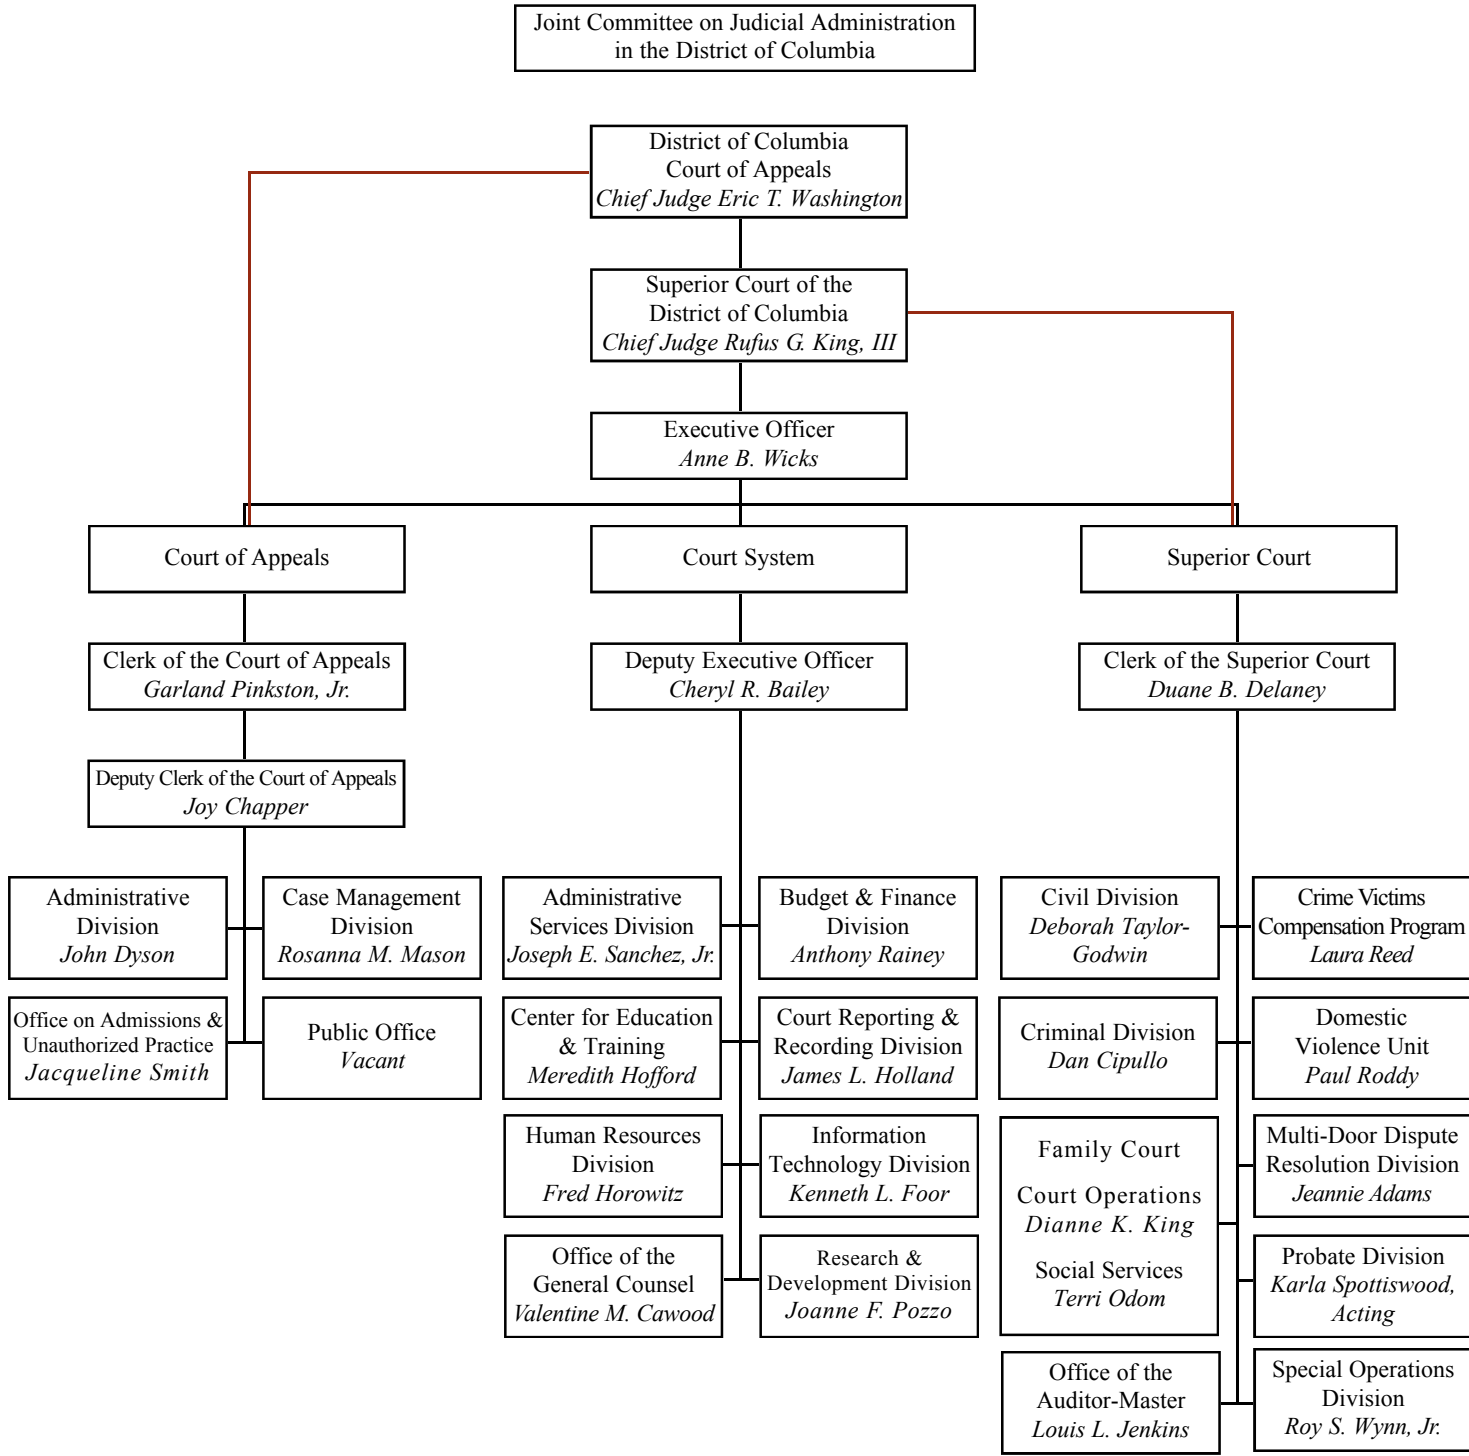 Joint Committee on Judicial Administration
in the District of Columbia
District of Columbia
Court of Appeals
Chief Judge Eric T. Washington
Superior Court of the
District of Columbia
Chief Judge Rufus G. King, III
Executive Officer
Anne B. Wicks
Court of Appeals
Court System
Superior Court
Clerk of the Court of Appeals
Garland Pinkston, Jr.
Deputy Executive Officer
Cheryl R. Bailey
Clerk of the Superior Court
Duane B. Delaney
Deputy Clerk of the Court of Appeals
Joy Chapper
Administrative
Division
John Dyson
Case Management
Division
Rosanna M. Mason
Office on Admissions &
Unauthorized Practice
Jacqueline Smith
Public Office
Vacant
Administrative
Services Division
Joseph E. Sanchez, Jr.
Budget & Finance
Division
Anthony Rainey
Center for Education
& Training
Meredith Hofford
Court Reporting &
Recording Division
James L. Holland
Human Resources
Division
Fred Horowitz
Information
Technology Division
Kenneth L. Foor
Office of the
General Counsel
Valentine M. Cawood
Research &
Development Division
Joanne F. Pozzo
Civil Division
Deborah Taylor-
Godwin
Crime Victims
Compensation Program
Laura Reed
Criminal Division
Dan Cipullo
Domestic
Violence Unit
Paul Roddy
Family Court
Court Operations
Dianne K. King
Social Services
Terri Odom
Multi-Door Dispute
Resolution Division
Jeannie Adams
Probate Division
Karla Spottiswood,
Acting
Office of the
Auditor-Master
Louis L. Jenkins
Special Operations
Division
Roy S. Wynn, Jr.